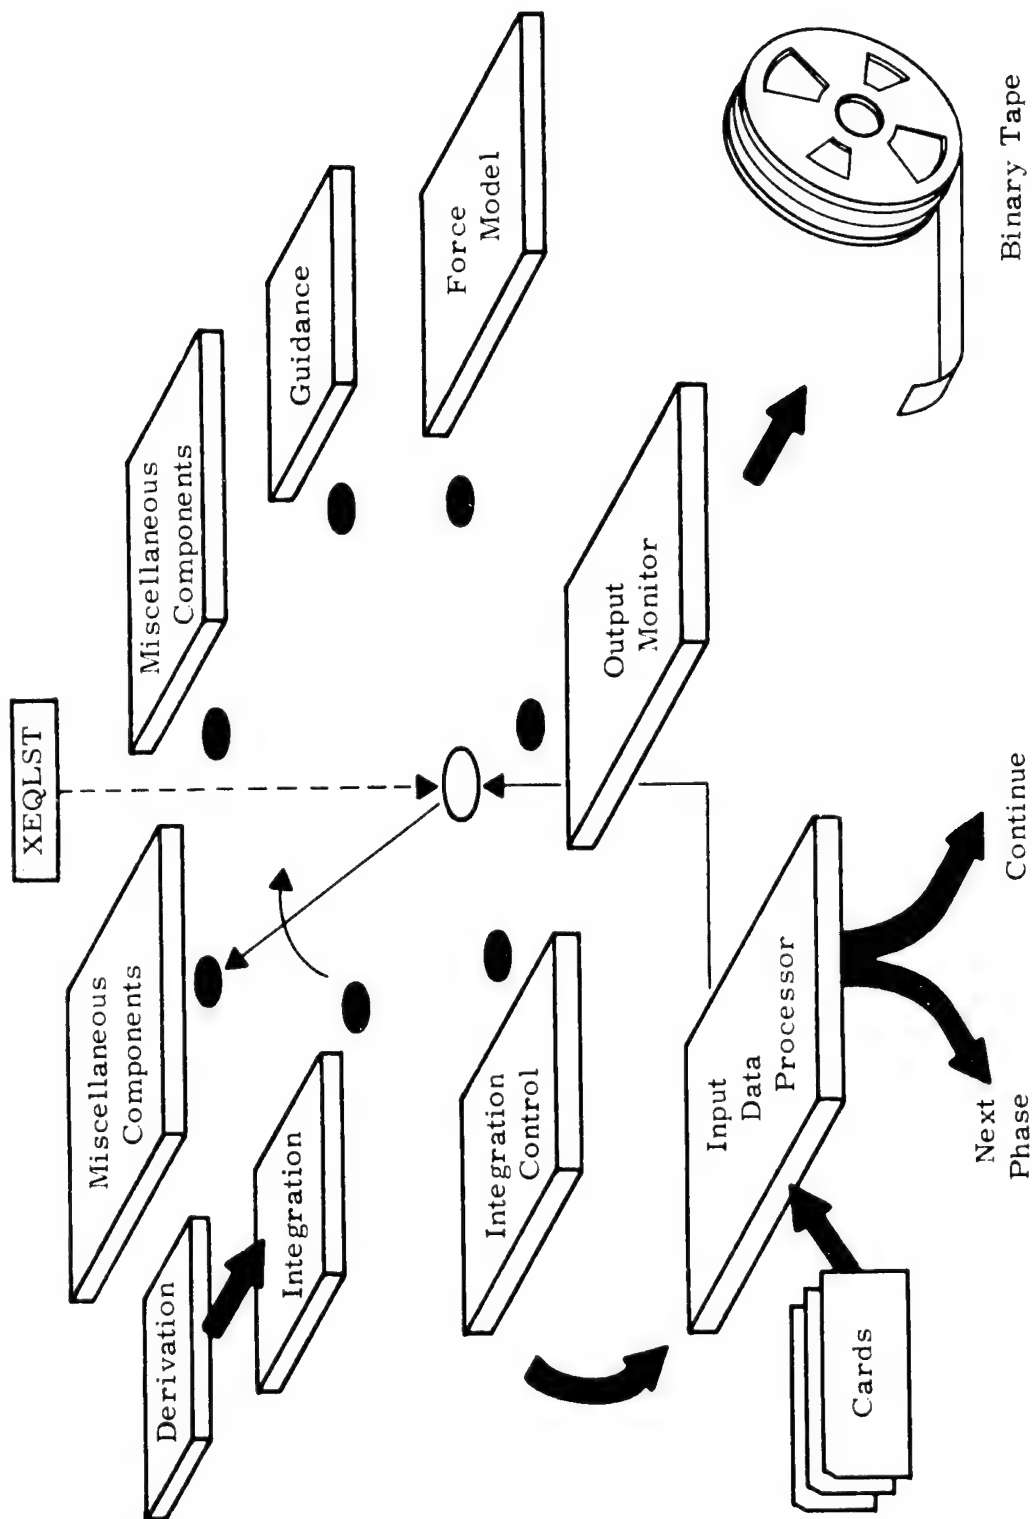 XEQLST
Derivation
Miscellaneous
Components
Miscellaneous
Components
Integration
Guidance
Integration
Control
Force
Model
Output
Monitor
Input
Data
Processor
Cards
Next
Phase
Continue
Binary Tape